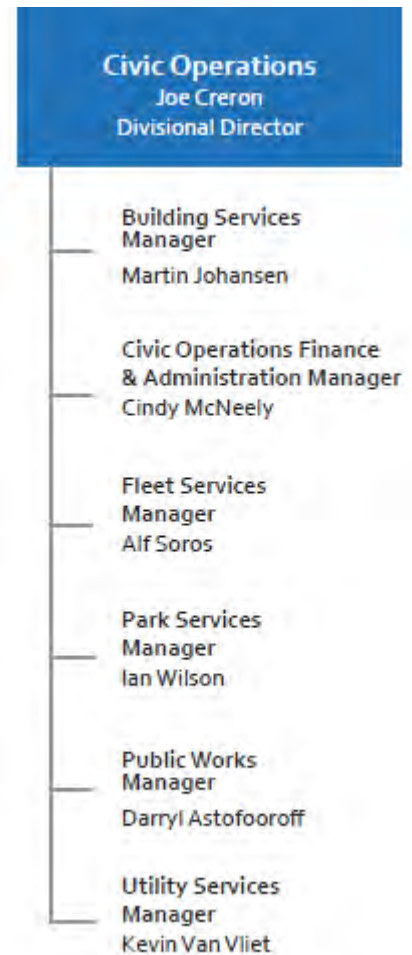 Civic Operations
Joe Creron
Divisional Director
Building Services
Manager
Martin Johansen
Civic Operations Finance
& Administration Manager
Cindy McNeely
Fleet Services
Manager
Alf Soros
Park Services
Manager
Ian Wilson
Public Works
Manager
Darryl Astofooroff
Utility Services
Manager
Kevin Van Vliet